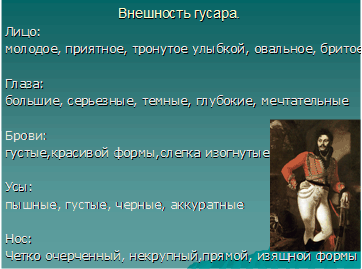 Внешность гусара.
Лицо:
молодое, приятное, тронутое улыбкой, овальное, бритое
Глаза:
большие, серьезные, темные, глубокие, мечтательные
Брови:
густые,красивой формы,слегка изогнутые
Усы:
пышные, густые, черные, аккуратные
Нос:
Четко очерченный, некрупный,прямой, изящной формы